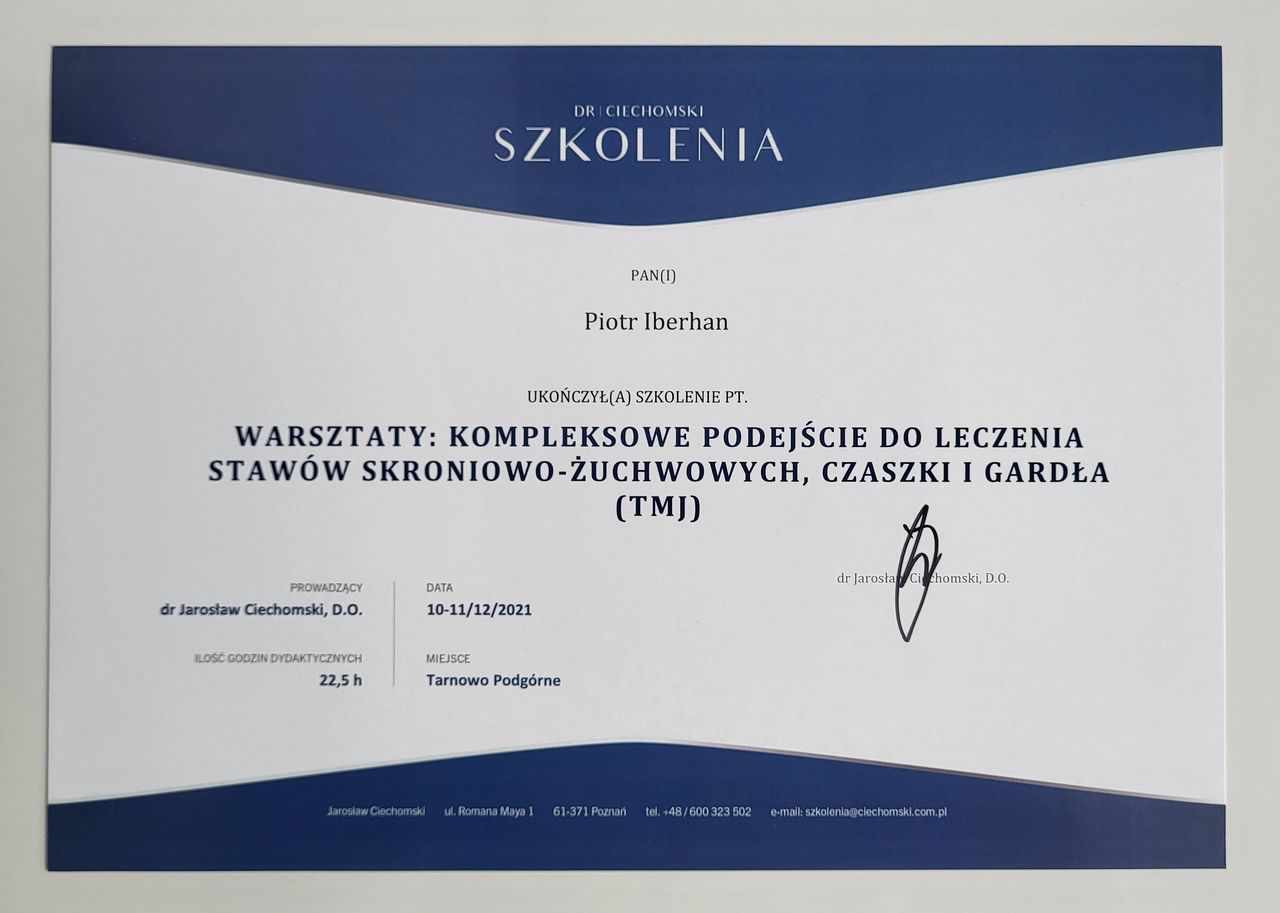 DR | CIECHOMSKI
SZKOLENIA
PAN(I)
Piotr Iberhan
UKOŃCZYŁ(A) SZKOLENIE PT.
WARSZTATY: KOMPLEKSOWE PODEJŚCIE DO LECZENIA
STAWÓW SKRONIOWO-ŻUCHWOWYCH, CZASZKI I GARDŁA
(TMJ)
dr Jarosław Ciechomski, D.O.
PROWADZĄCY
dr Jarosław Ciechomski, D.O.
DATA
10-11/12/2021
ILOŚĆ GODZIN DYDAKTYCZNYCH
22,5 h
MIEJSCE
Tarnowo Podgórne
Jarosław Ciechomski ul. Romana Maya 1 61-371 Poznań tel. +48 / 600 323 502 e-mail: szkolenia@ciechomski.com.pl